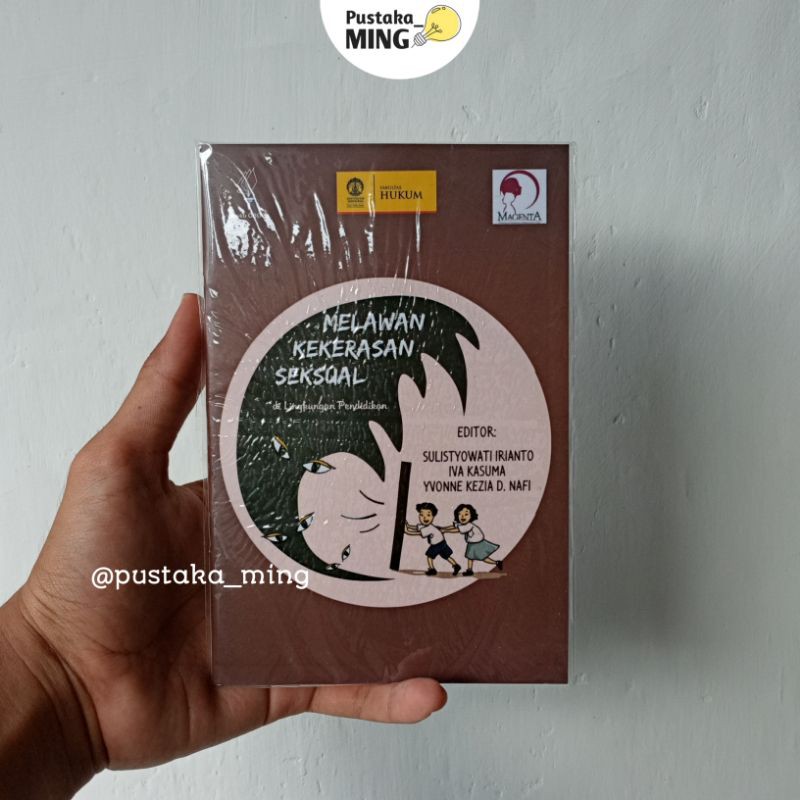 Pustaka_
MING
FAKULTAS
HUKUM
MAGENTA
MELAWAN
KEKERASAN
SEKSUAL
di Lingkungan Pendidikan
EDITOR:
SULISTYOWATI IRIANTO
IVA KASUMA
YVONNE KEZIA D. NAFI
@pustaka_ming